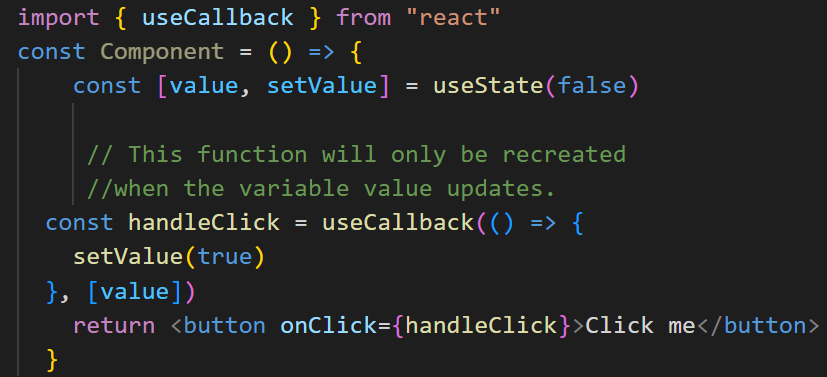 import { useCallback } from "react"
const Component = () => {
const [value, setValue] = useState(false)
// This function will only be recreated
//when the variable value updates.
const handleClick = useCallback(() => {
setValue(true)
}, [value])
return <button onClick={handleClick}>Click me</button>
}